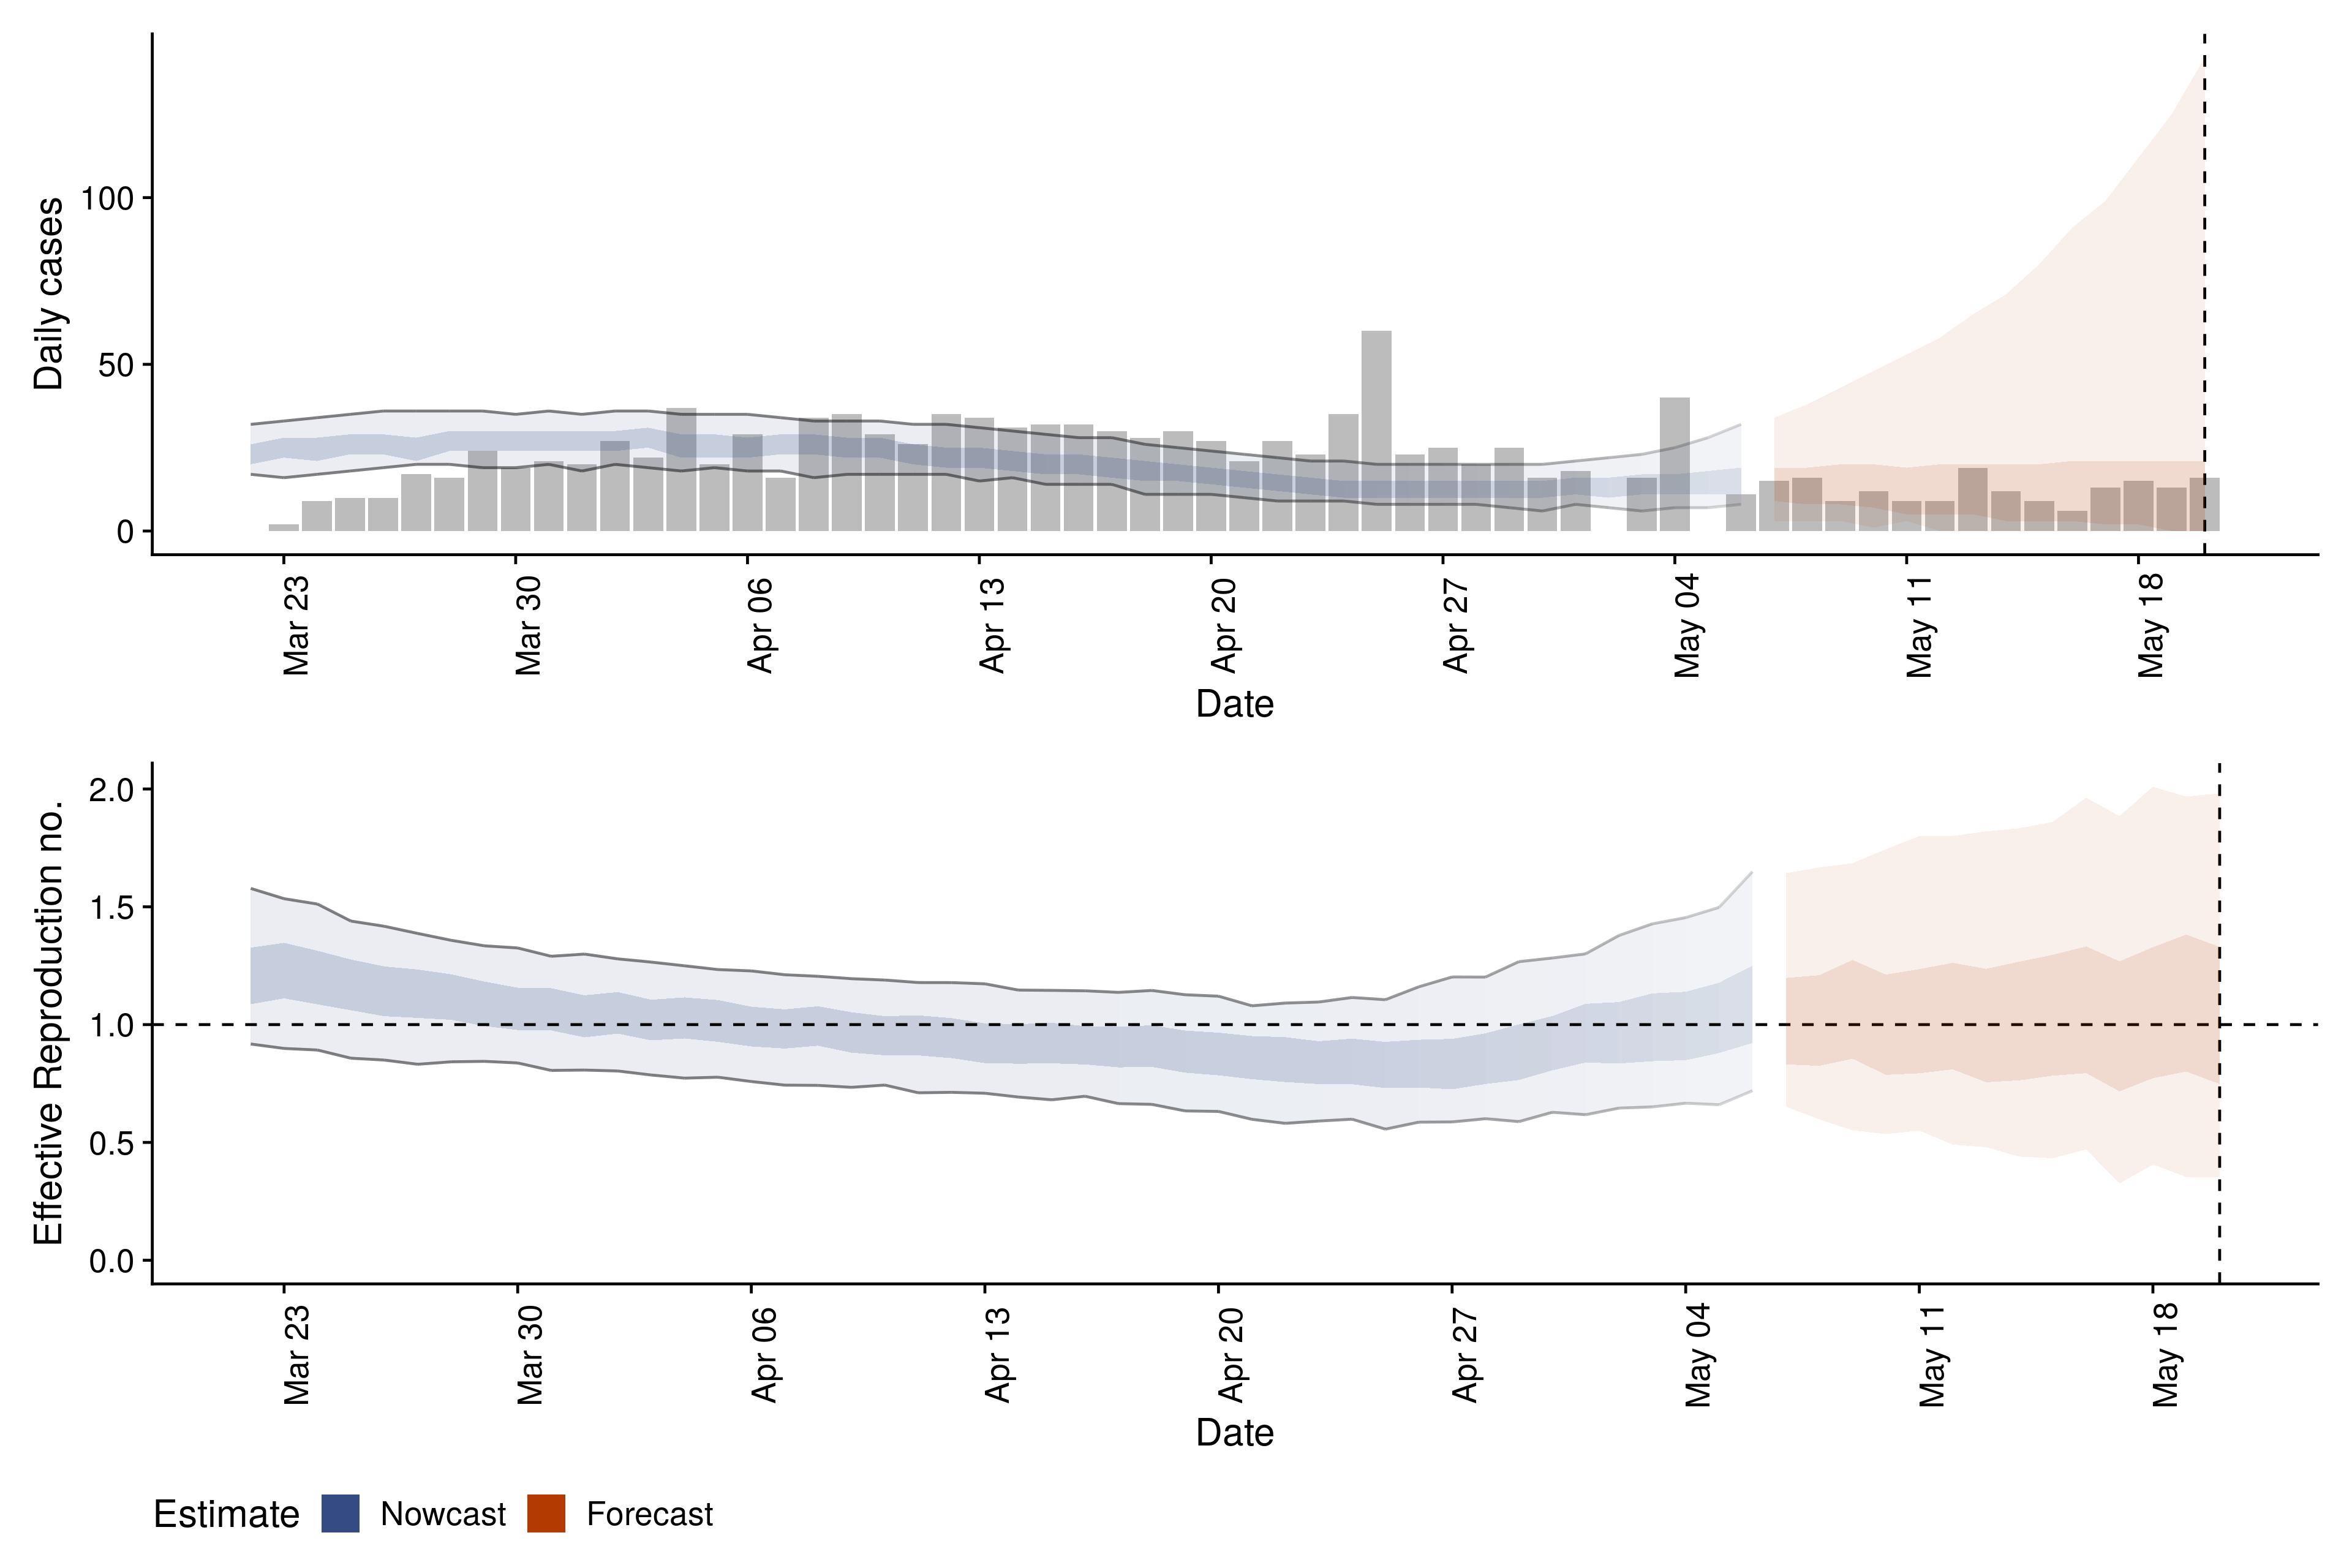 Daily cases
100
50
0
Mar 23
Mar 30
Apr 06
Apr 13
Apr 20
Apr 27
May 04
May 11
May 18
Date
Effective Reproduction no.
2.0
1.5
1.0
0.5
0.0
Mar 23
Mar 30
Apr 06
Apr 13
Apr 20
Apr 27
May 04
May 11
May 18
Date
Estimate Nowcast Forecast